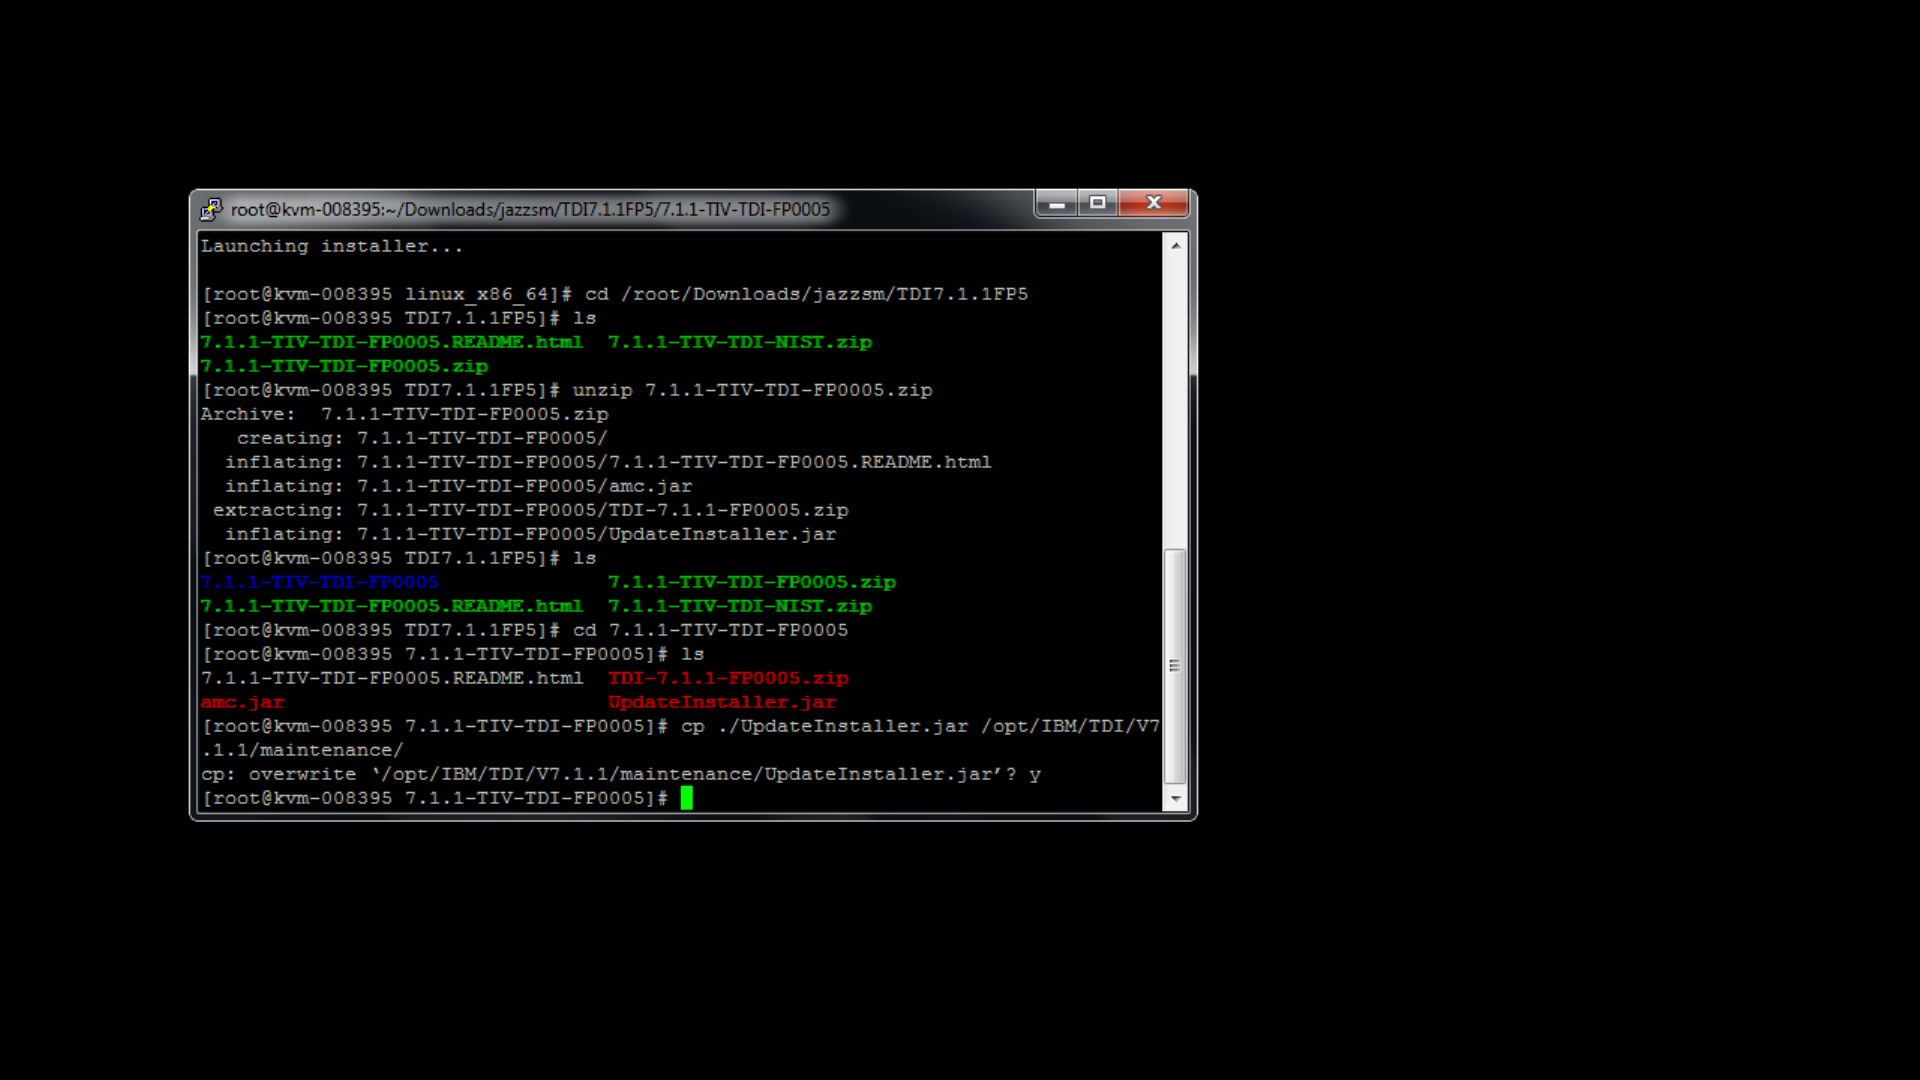 root@kvm-008395:~/Downloads/jazzsm/TDI7.1.1FP5/7.1.1-TIV-TDI-FP0005
Launching installer...
[root@kvm-008395 linux_x86_64]# cd /root/Downloads/jazzsm/TDI7.1.1FP5
[root@kvm-008395 TDI7.1.1FP5]# ls
7.1.1-TIV-TDI-FP0005.README.html  7.1.1-TIV-TDI-NIST.zip
7.1.1-TIV-TDI-FP0005.zip
[root@kvm-008395 TDI7.1.1FP5]# unzip 7.1.1-TIV-TDI-FP0005.zip
Archive:  7.1.1-TIV-TDI-FP0005.zip
   creating: 7.1.1-TIV-TDI-FP0005/
  inflating: 7.1.1-TIV-TDI-FP0005/7.1.1-TIV-TDI-FP0005.README.html
  inflating: 7.1.1-TIV-TDI-FP0005/amc.jar
 extracting: 7.1.1-TIV-TDI-FP0005/TDI-7.1.1-FP0005.zip
  inflating: 7.1.1-TIV-TDI-FP0005/UpdateInstaller.jar
[root@kvm-008395 TDI7.1.1FP5]# ls
7.1.1-TIV-TDI-FP0005              7.1.1-TIV-TDI-FP0005.zip
7.1.1-TIV-TDI-FP0005.README.html  7.1.1-TIV-TDI-NIST.zip
[root@kvm-008395 TDI7.1.1FP5]# cd 7.1.1-TIV-TDI-FP0005
[root@kvm-008395 7.1.1-TIV-TDI-FP0005]# ls
7.1.1-TIV-TDI-FP0005.README.html  TDI-7.1.1-FP0005.zip
amc.jar                           UpdateInstaller.jar
[root@kvm-008395 7.1.1-TIV-TDI-FP0005]# cp ./UpdateInstaller.jar /opt/IBM/TDI/V7
.1.1/maintenance/
cp: overwrite ‘/opt/IBM/TDI/V7.1.1/maintenance/UpdateInstaller.jar’? y
[root@kvm-008395 7.1.1-TIV-TDI-FP0005]#